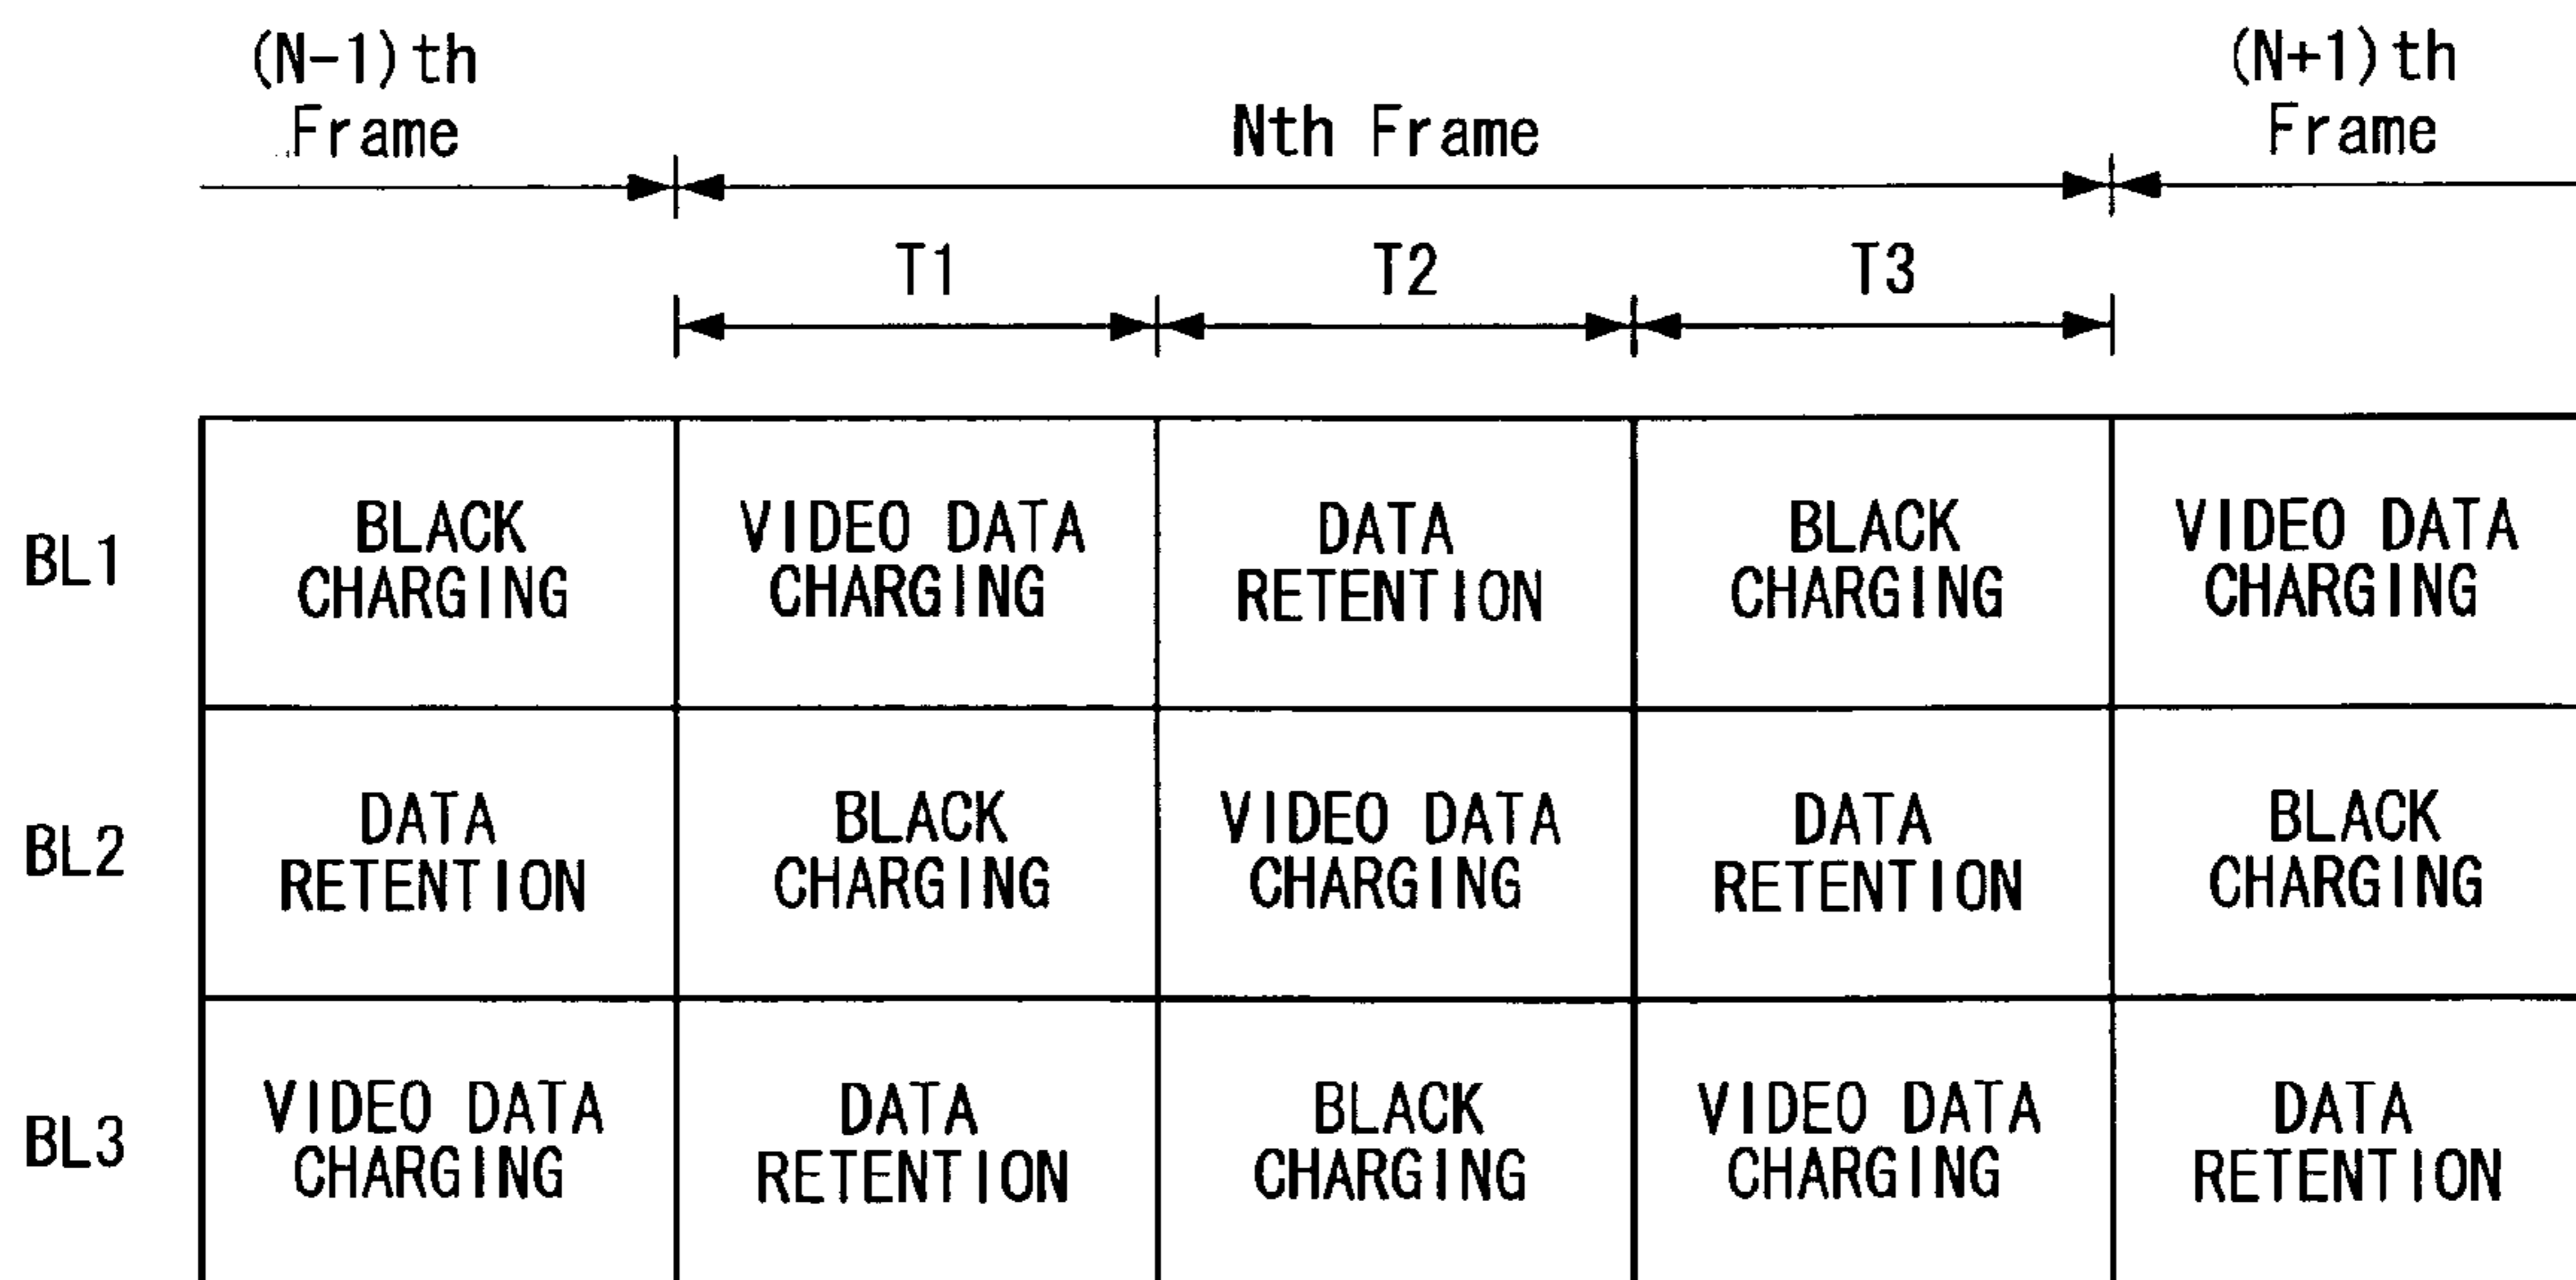 (N-1)th
Frame
Nth Frame
(N+1)th
Frame
T1
T2
T3
BL1
BLACK
CHARGING
VIDEO DATA
CHARGING
DATA
RETENTION
BLACK
CHARGING
VIDEO DATA
CHARGING
BL2
DATA
RETENTION
BLACK
CHARGING
VIDEO DATA
CHARGING
DATA
RETENTION
BLACK
CHARGING
BL3
VIDEO DATA
CHARGING
DATA
RETENTION
BLACK
CHARGING
VIDEO DATA
CHARGING
DATA
RETENTION